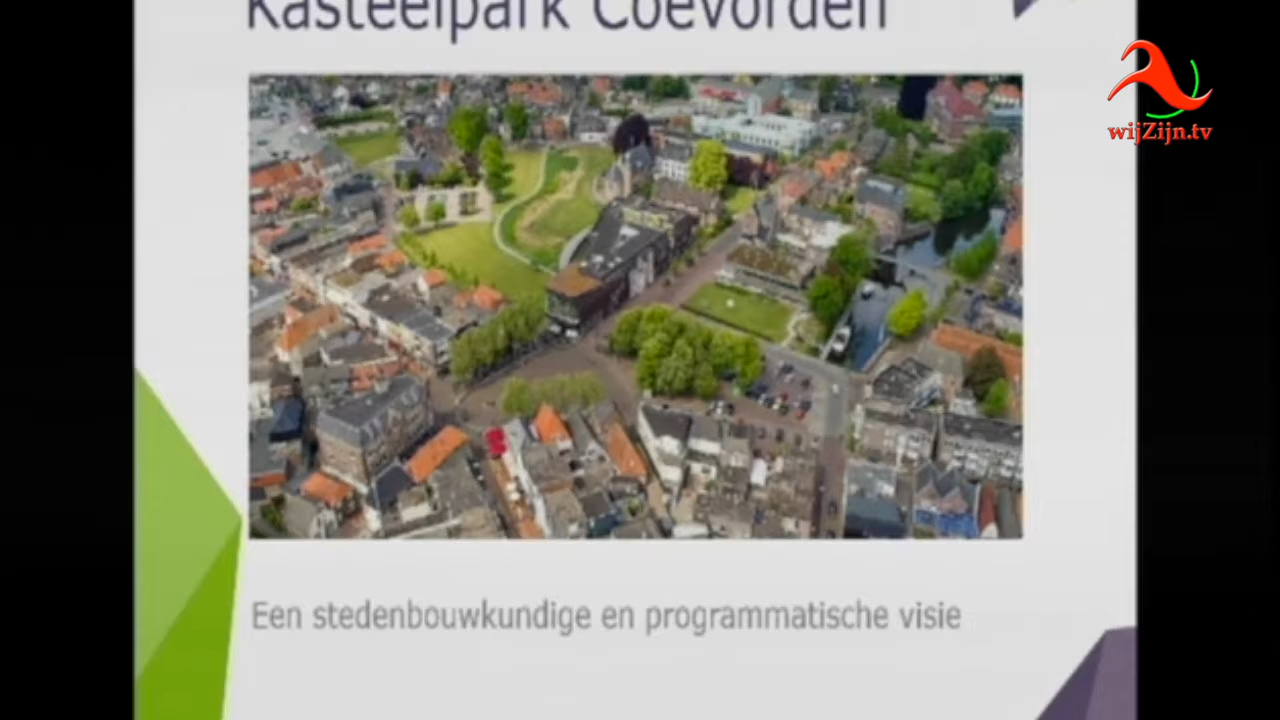 Kasteelpark Coevorden
wijZijn.tv
Een stedenbouwkundige en programmatische visie